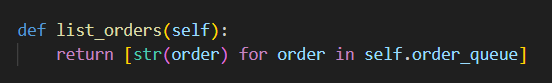 def list_orders(self):
    return [str(order) for order in self.order_queue]